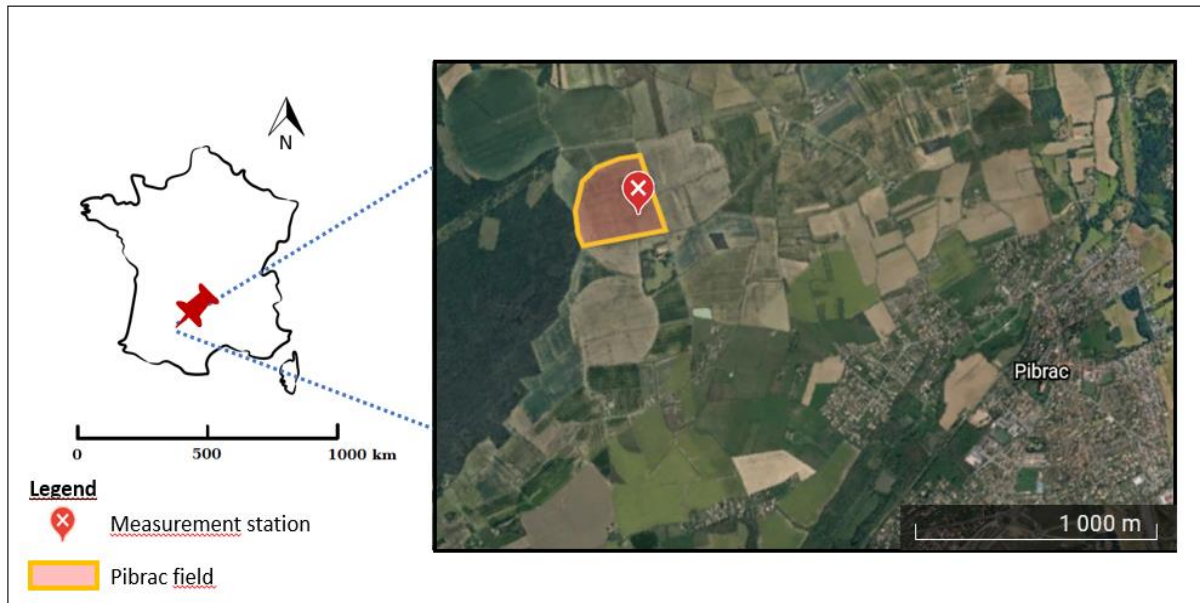 N
Pibrac
0 500 1000 km
1 000 m
Legend
Measurement station
Pibrac field